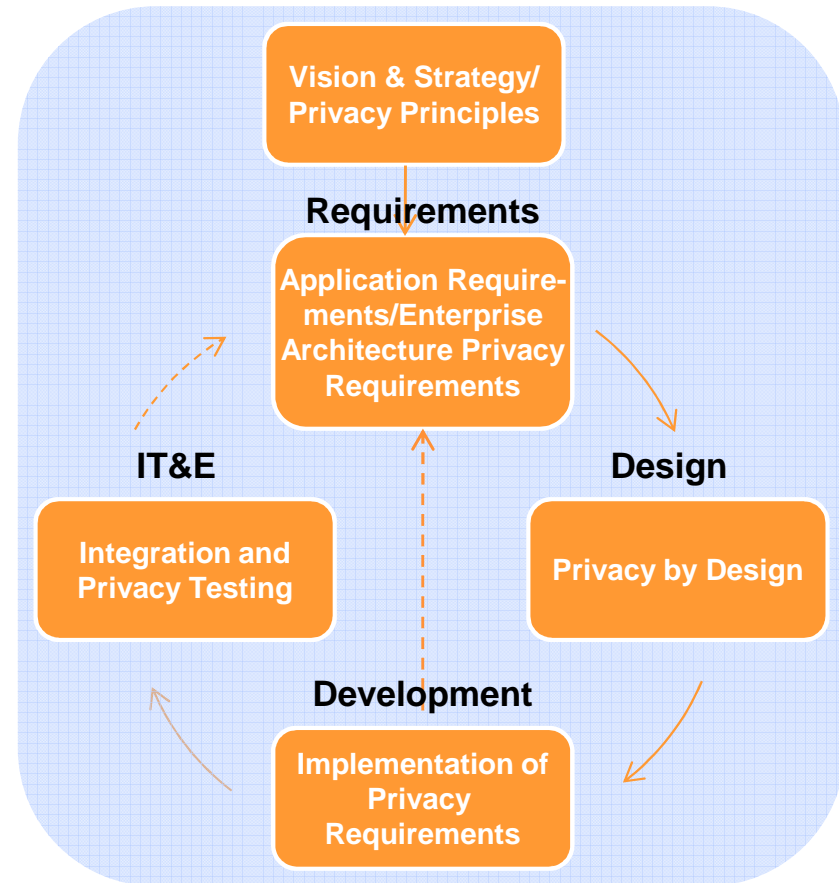 Vision & Strategy/
Privacy Principles
Requirements
Application Require-
ments/Enterprise
Architecture Privacy
Requirements
IT&E
Design
Integration and
Privacy Testing
Privacy by Design
Development
Implementation of
Privacy
Requirements